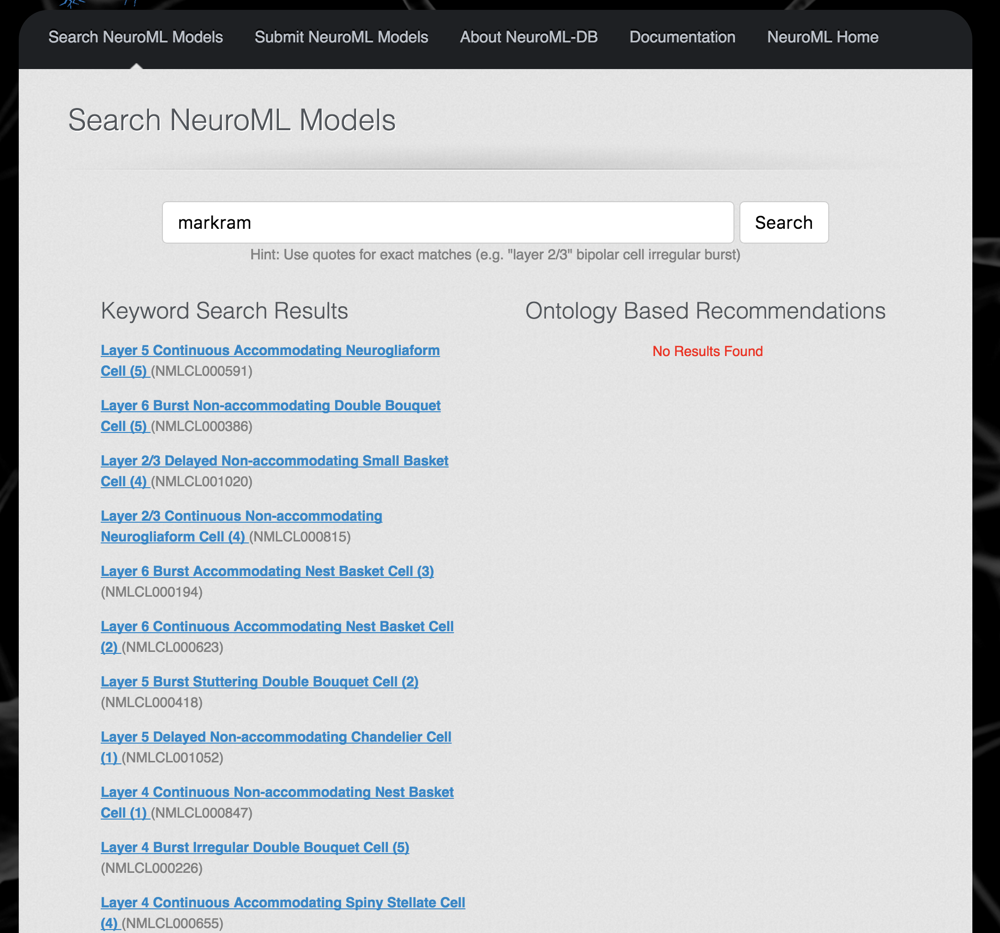 Search NeuroML Models
Submit NeuroML Models
About NeuroML-DB
Documentation
NeuroML Home
Search NeuroML Models
markram
Search
Hint: Use quotes for exact matches (e.g. "layer 2/3" bipolar cell irregular burst)
Keyword Search Results
Layer 5 Continuous Accommodating Neurogliaform
Cell (5) (NMLCL000591)
Layer 6 Burst Non-accommodating Double Bouquet
Cell (5) (NMLCL000386)
Layer 2/3 Delayed Non-accommodating Small Basket
Cell (4) (NMLCL001020)
Layer 2/3 Continuous Non-accommodating
Neurogliaform Cell (4) (NMLCL000815)
Layer 6 Burst Accommodating Nest Basket Cell (3)
(NMLCL000194)
Layer 6 Continuous Accommodating Nest Basket Cell
(2) (NMLCL000623)
Layer 5 Burst Stuttering Double Bouquet Cell (2)
(NMLCL000418)
Layer 5 Delayed Non-accommodating Chandelier Cell
(1) (NMLCL001052)
Layer 4 Continuous Non-accommodating Nest Basket
Cell (1) (NMLCL000847)
Layer 4 Burst Irregular Double Bouquet Cell (5)
(NMLCL000226)
Layer 4 Continuous Accommodating Spiny Stellate Cell
(4) (NMLCL000655)
Ontology Based Recommendations
No Results Found